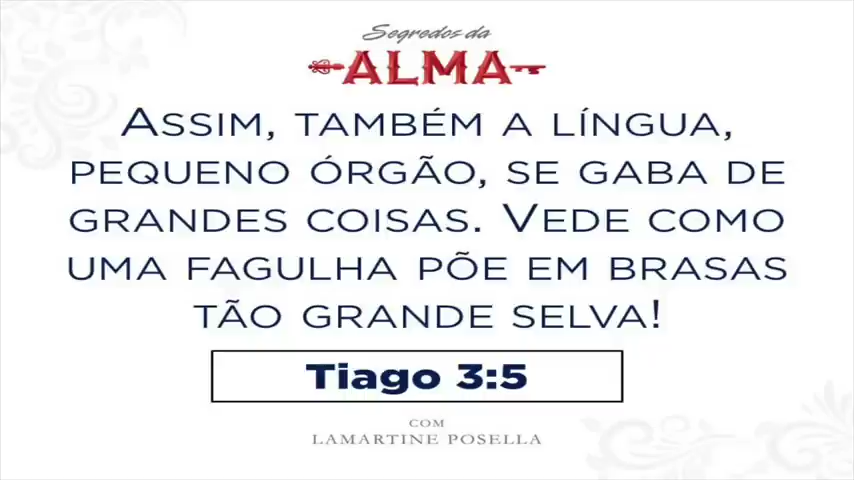 Segredos da
ALMA
ASSIM, TAMBÉM A LÍNGUA,
PEQUENO ÓRGÃO, SE GABA DE
GRANDES COISAS. VEDE COMO
UMA FAGULHA PÕE EM BRASAS
TÃO GRANDE SELVA!
Tiago 3:5
COM
LAMARTINE POSELLA